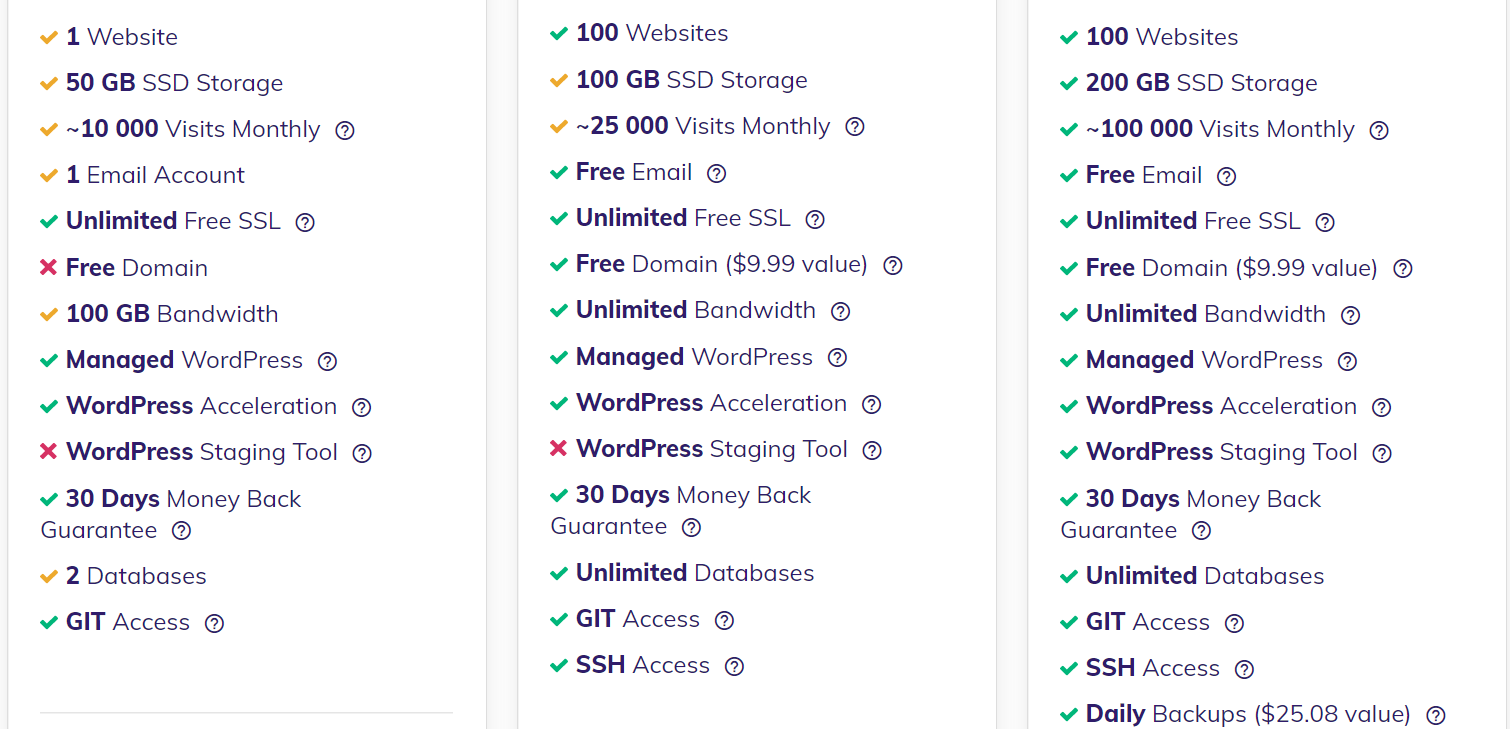 1 Website
50 GB SSD Storage
~10 000 Visits Monthly
1 Email Account
Unlimited Free SSL
Free Domain
100 GB Bandwidth
Managed WordPress
WordPress Acceleration
WordPress Staging Tool
30 Days Money Back
Guarantee
2 Databases
GIT Access
100 Websites
100 GB SSD Storage
~25 000 Visits Monthly
Free Email
Unlimited Free SSL
Free Domain ($9.99 value)
Unlimited Bandwidth
Managed WordPress
WordPress Acceleration
WordPress Staging Tool
30 Days Money Back
Guarantee
Unlimited Databases
GIT Access
SSH Access
100 Websites
200 GB SSD Storage
~100 000 Visits Monthly
Free Email
Unlimited Free SSL
Free Domain ($9.99 value)
Unlimited Bandwidth
Managed WordPress
WordPress Acceleration
WordPress Staging Tool
30 Days Money Back
Guarantee
Unlimited Databases
GIT Access
SSH Access
Daily Backups ($25.08 value)